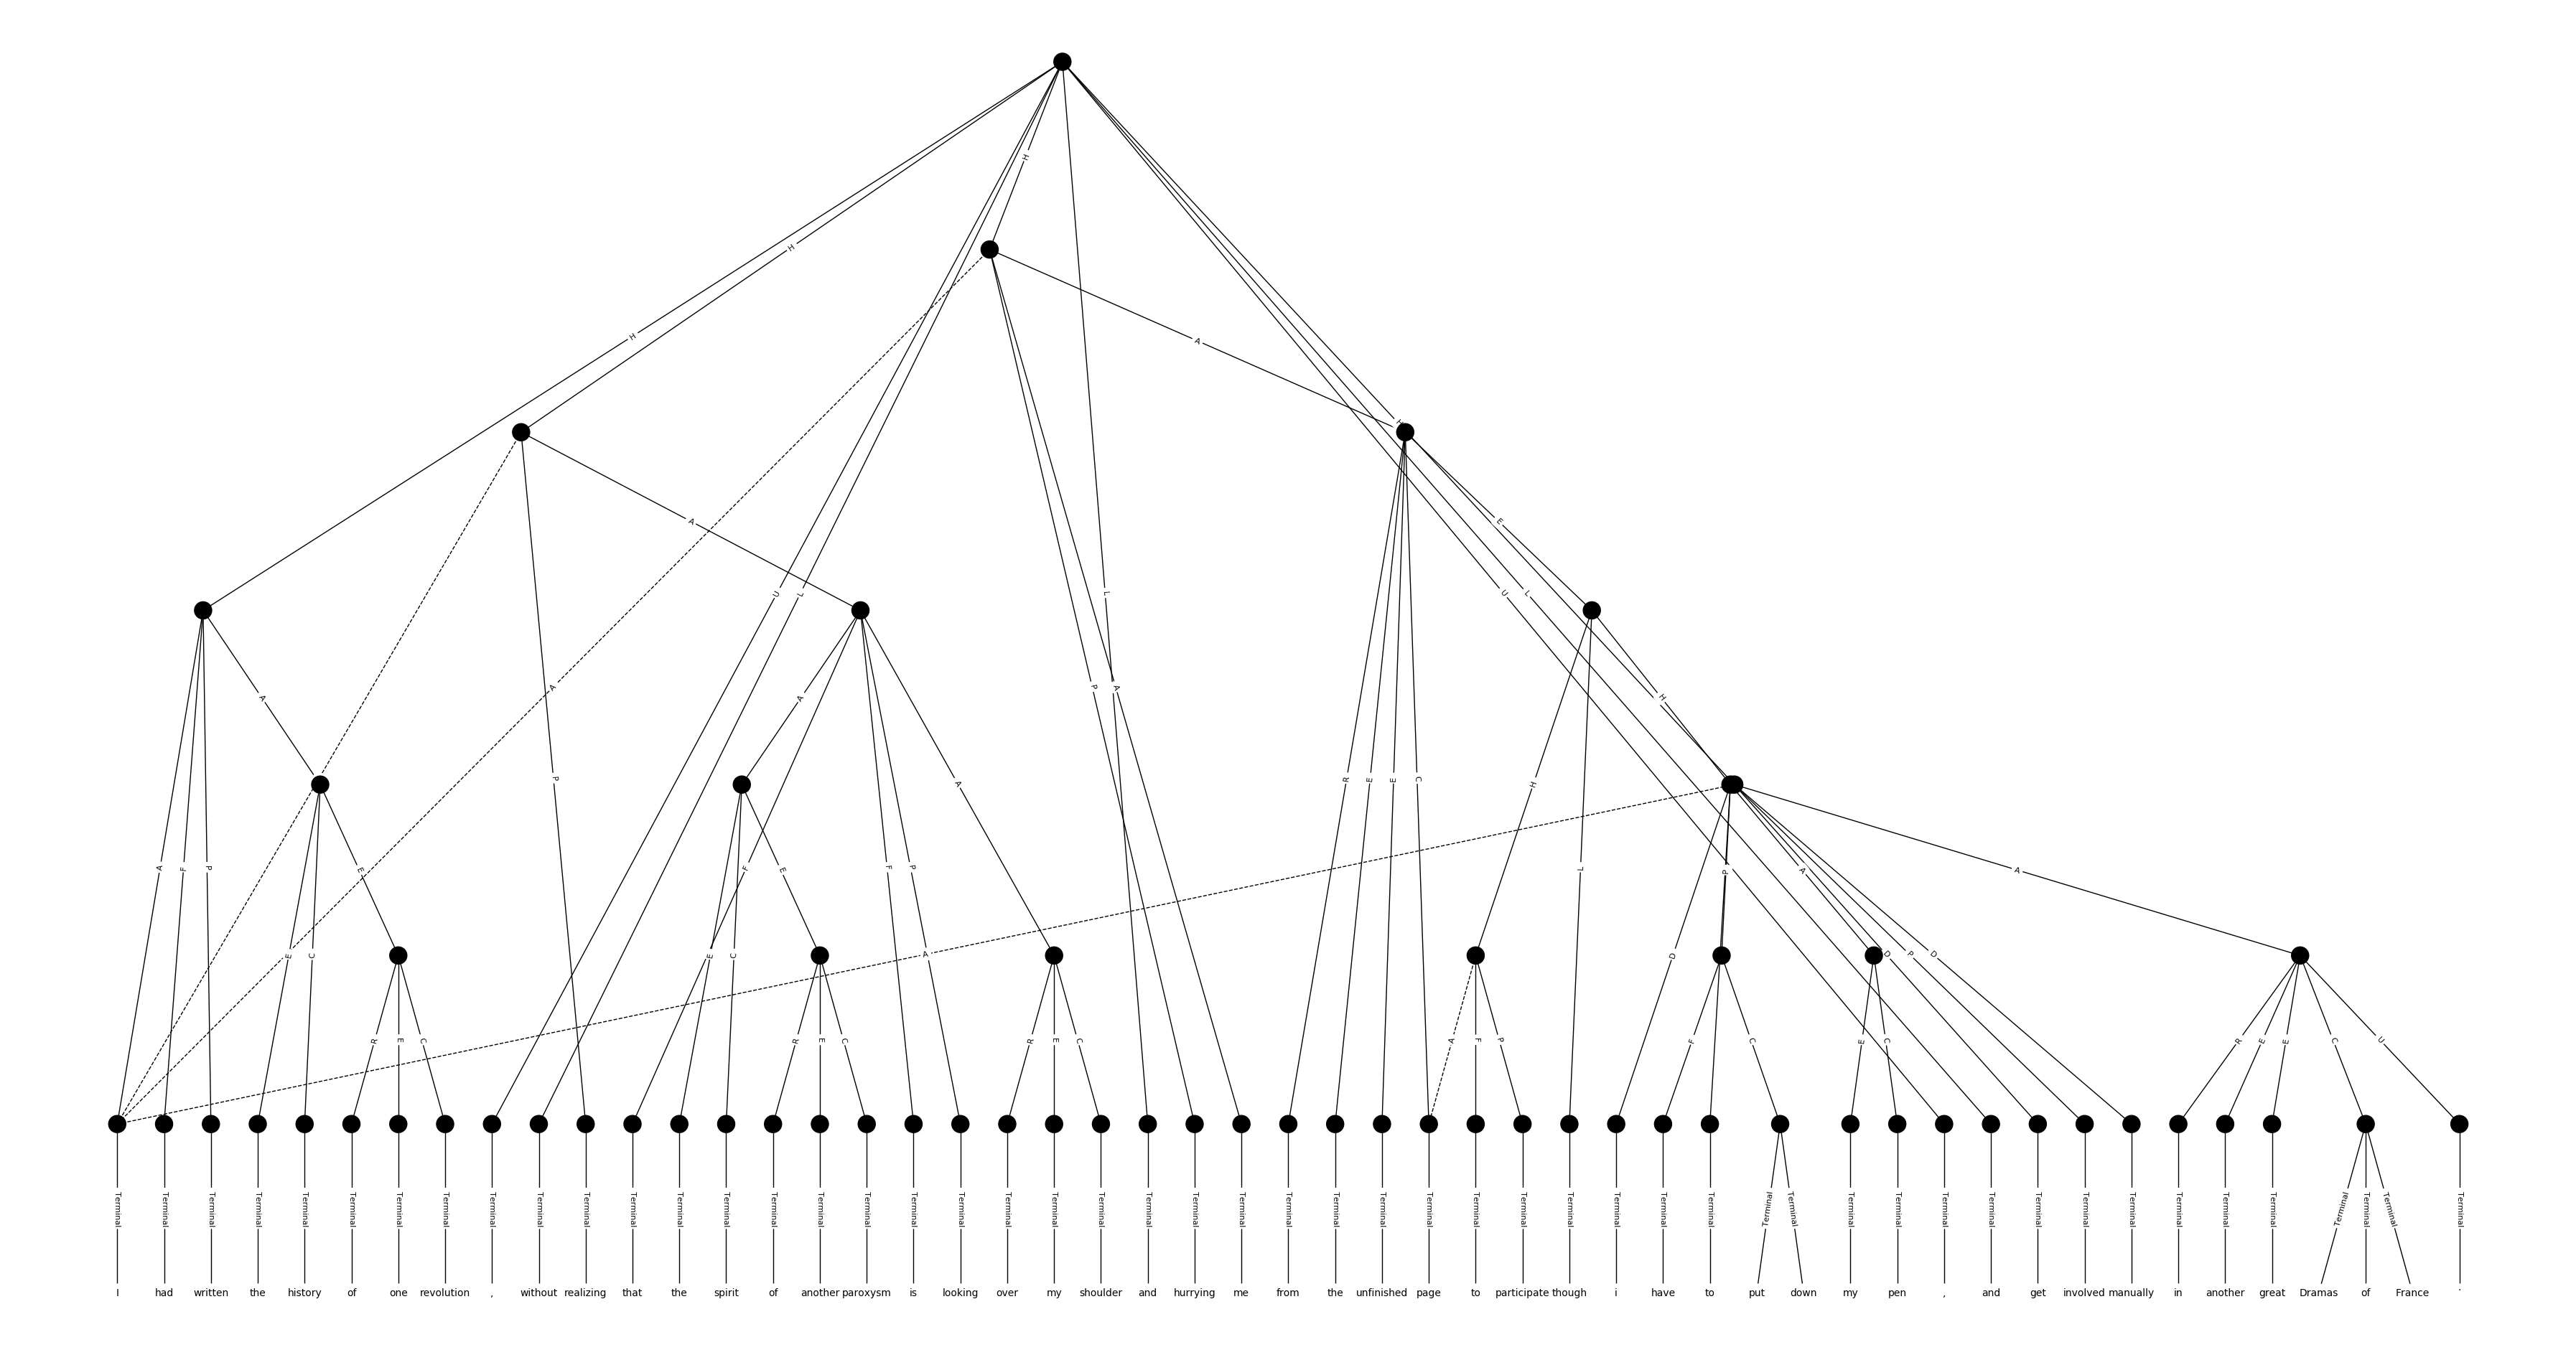 H
H
H
A
H
A
E
U
L
L
U
L
A
P
A
A
A
H
P
A
R
E
E
C
H
A
F
P
E
F
F
P
L
P
A
A
E
C
E
C
A
D
D
P
D
R
E
C
R
E
C
R
E
C
A
F
P
F
C
E
C
R
E
E
C
U
Terminal Terminal Terminal Terminal Terminal Terminal Terminal Terminal Terminal Terminal Terminal Terminal Terminal Terminal Terminal Terminal Terminal Terminal Terminal Terminal Terminal Terminal Terminal Terminal Terminal Terminal Terminal Terminal Terminal Terminal Terminal Terminal Terminal Terminal Terminal Terminal Terminal Terminal Terminal Terminal Terminal Terminal Terminal Terminal Terminal Terminal Terminal Terminal Terminal Terminal Terminal
I had written the history of one revolution , without realizing that the spirit of another paroxysm is looking over my shoulder and hurrying me from the unfinished page to participate though i have to put down my pen , and get involved manually in another great Dramas of France